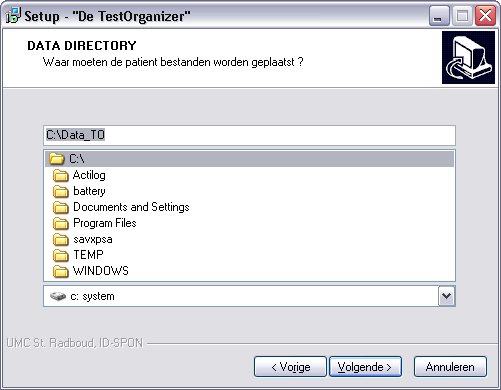 Setup - "De TestOrganizer"
DATA DIRECTORY
Waar moeten de patient bestanden worden geplaatst ?
C:\Data_TO
C:\
Actilog
battery
Documents and Settings
Program Files
savxpsa
TEMP
WINDOWS
c: system
UMC St. Radboud, ID-SPON
< Vorige
Volgende >
Annuleren